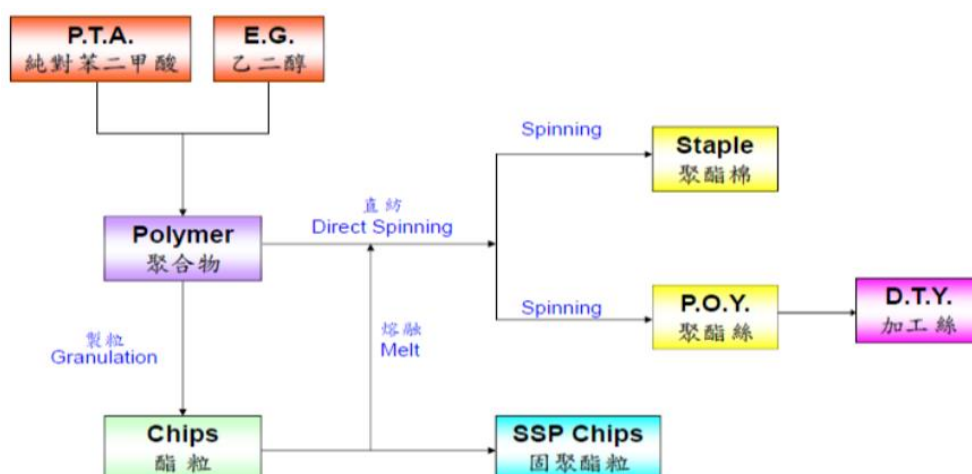 P.T.A.
純對苯二甲酸
E.G.
乙二醇
Spinning
Staple
聚酯棉
直紡
Direct Spinning
Polymer
聚合物
Spinning
P.O.Y.
聚酯絲
D.T.Y.
加工絲
製粒
Granulation
熔融
Melt
Chips
酯粒
SSP Chips
固聚酯粒